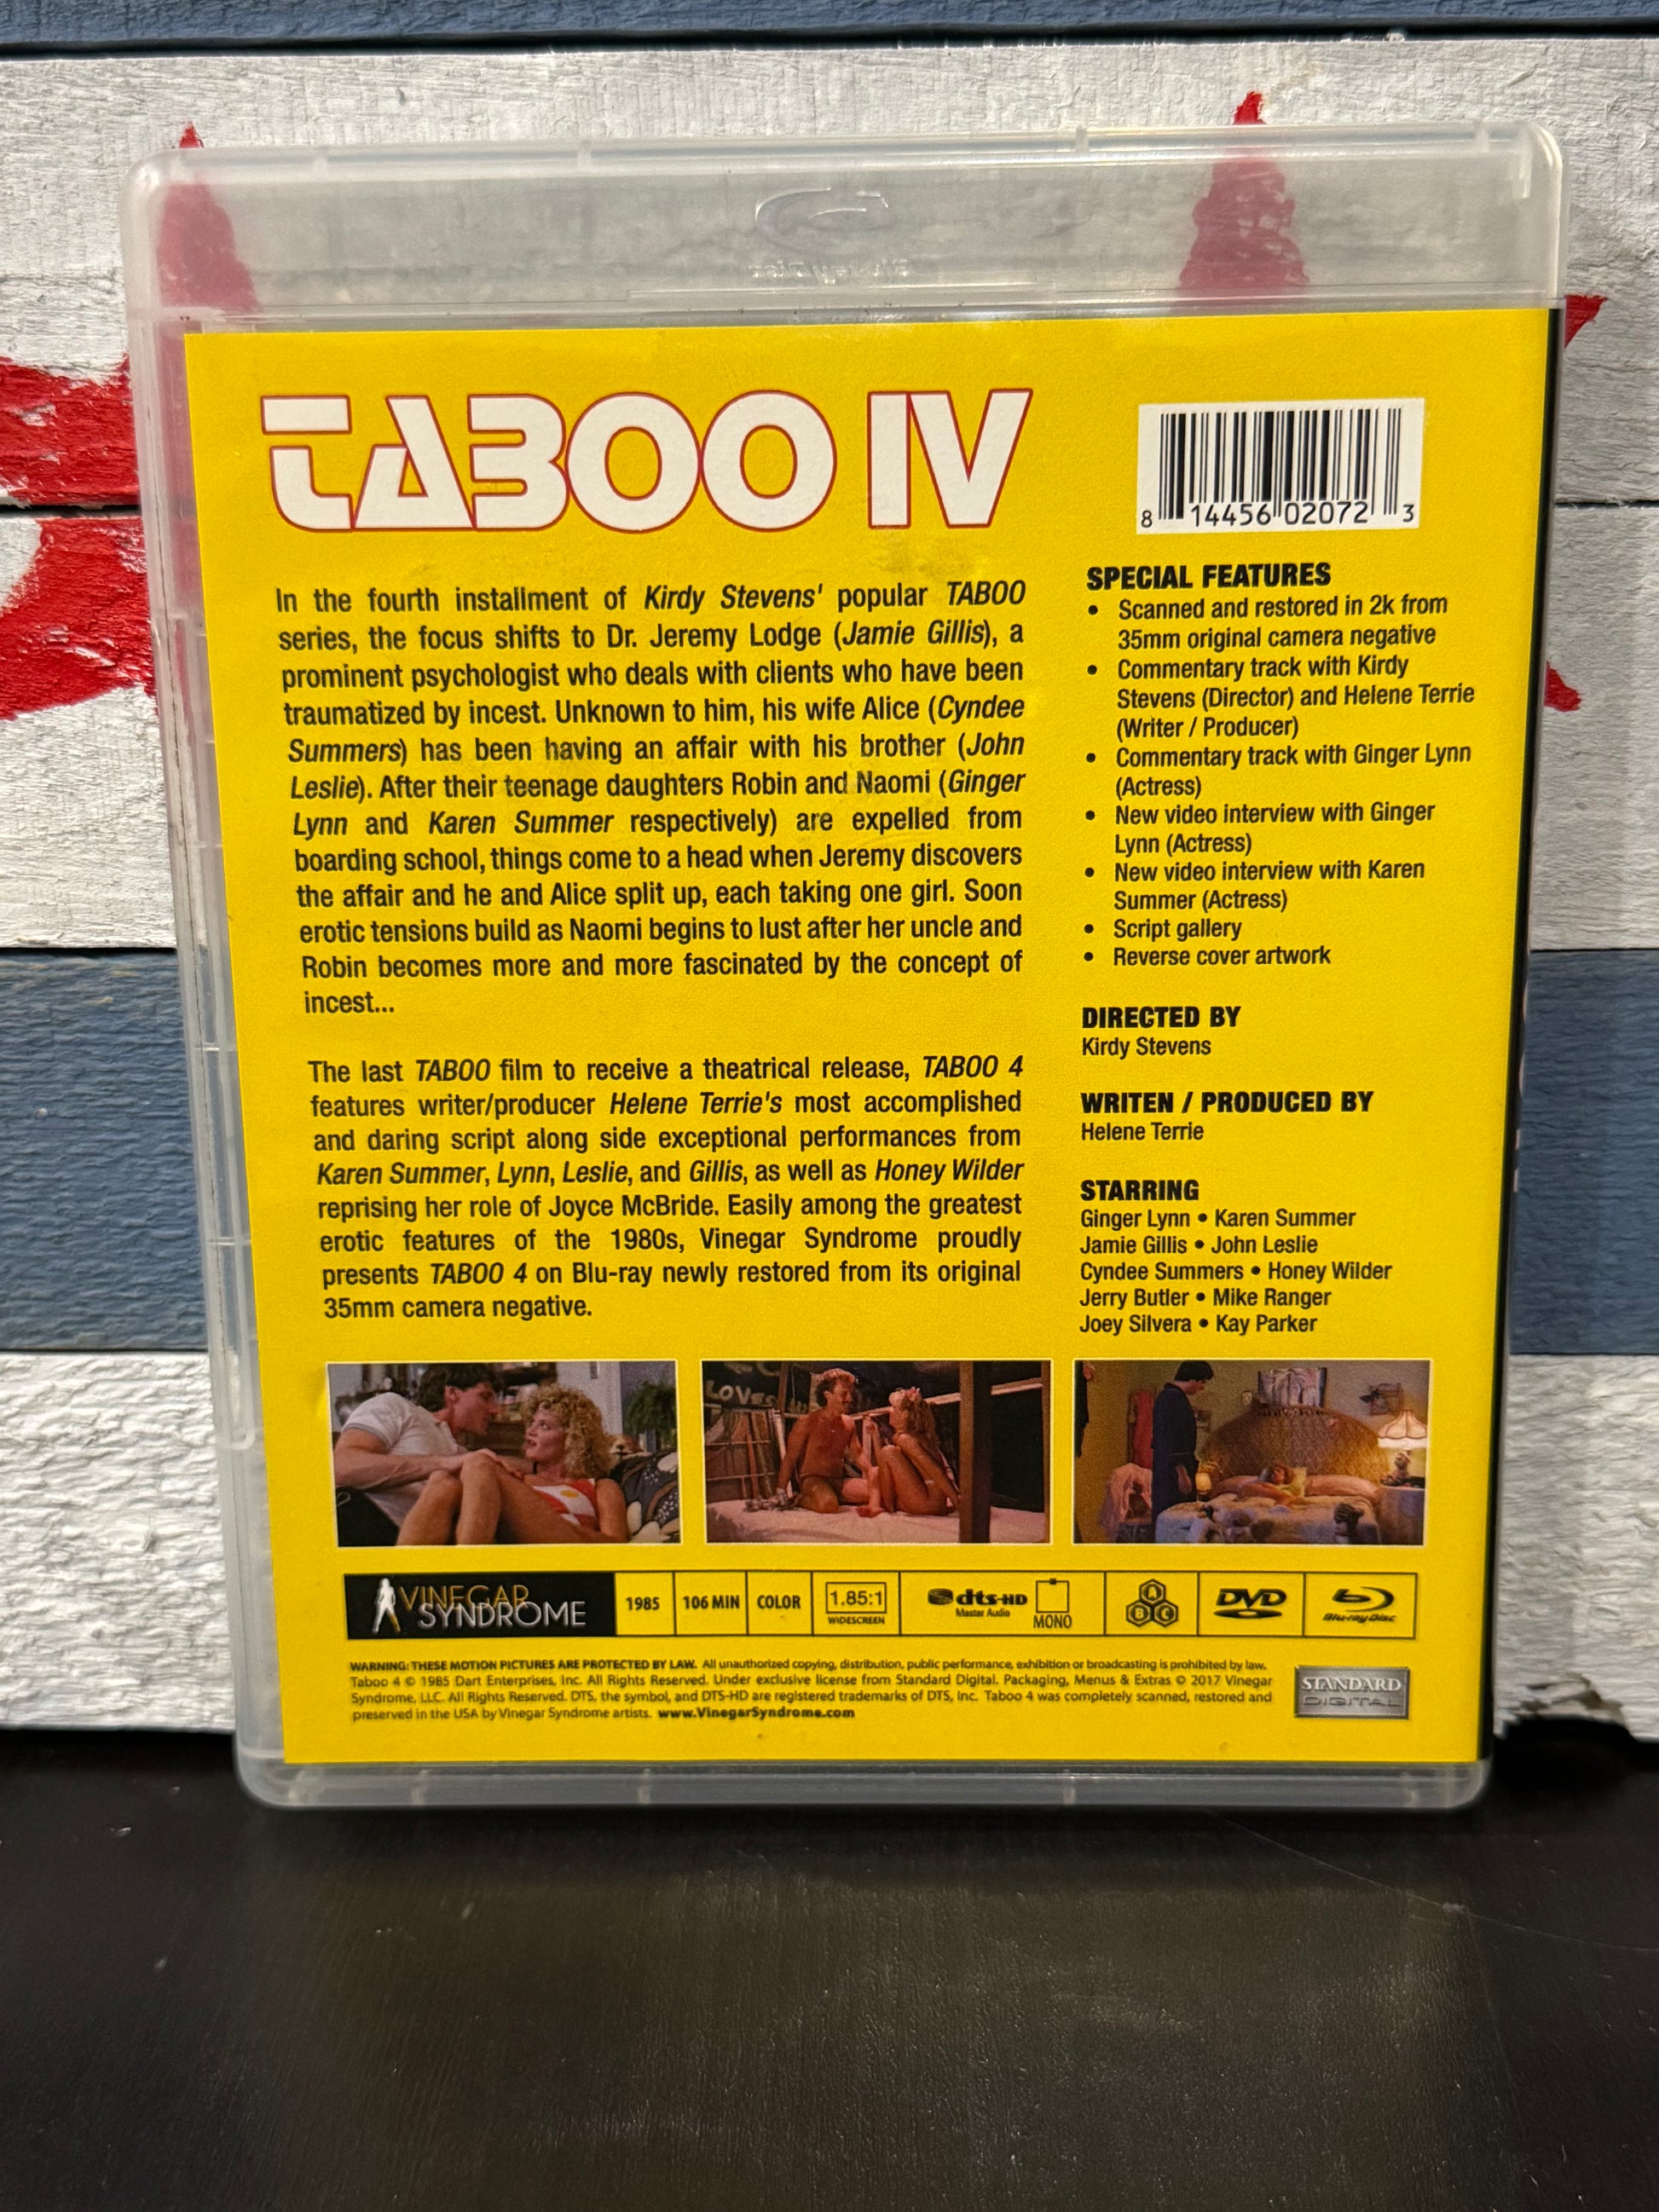 TABOO IV
8 14456 02072 3
In the fourth installment of Kirdy Stevens' popular TABOO
series, the focus shifts to Dr. Jeremy Lodge (Jamie Gillis), a
prominent psychologist who deals with clients who have been
traumatized by incest. Unknown to him, his wife Alice (Cyndee
Summers) has been having an affair with his brother (John
Leslie). After their teenage daughters Robin and Naomi (Ginger
Lynn and Karen Summer respectively) are expelled from
boarding school, things come to a head when Jeremy discovers
the affair and he and Alice split up, each taking one girl. Soon
erotic tensions build as Naomi begins to lust after her uncle and
Robin becomes more and more fascinated by the concept of
incest...
The last TABOO film to receive a theatrical release, TABOO 4
features writer/producer Helene Terrie's most accomplished
and daring script along side exceptional performances from
Karen Summer, Lynn, Leslie, and Gillis, as well as Honey Wilder
reprising her role of Joyce McBride. Easily among the greatest
erotic features of the 1980s, Vinegar Syndrome proudly
presents TABOO 4 on Blu-ray newly restored from its original
35mm camera negative.
SPECIAL FEATURES
• Scanned and restored in 2k from
35mm original camera negative
• Commentary track with Kirdy
Stevens (Director) and Helene Terrie
(Writer / Producer)
• Commentary track with Ginger Lynn
(Actress)
• New video interview with Ginger
Lynn (Actress)
• New video interview with Karen
Summer (Actress)
• Script gallery
• Reverse cover artwork
DIRECTED BY
Kirdy Stevens
WRITEN / PRODUCED BY
Helene Terrie
STARRING
Ginger Lynn • Karen Summer
Jamie Gillis • John Leslie
Cyndee Summers • Honey Wilder
Jerry Butler • Mike Ranger
Joey Silvera • Kay Parker
VINEGAR
SYNDROME
1985
106 MIN
COLOR
1.85:1
WIDESCREEN
dts-HD
Master Audio
MONO
A
B C
DVD
Blu-ray Disc
WARNING: THESE MOTION PICTURES ARE PROTECTED BY LAW. All unauthorized copying, distribution, public performance, exhibition or broadcasting is prohibited by law.
Taboo 4 © 1985 Dart Enterprises, Inc. All Rights Reserved. Under exclusive license from Standard Digital. Packaging, Menus & Extras © 2017 Vinegar
Syndrome, LLC. All Rights Reserved. DTS, the symbol, and DTS-HD are registered trademarks of DTS, Inc. Taboo 4 was completely scanned, restored and
preserved in the USA by Vinegar Syndrome artists. www.VinegarSyndrome.com
STANDARD
DIGITAL